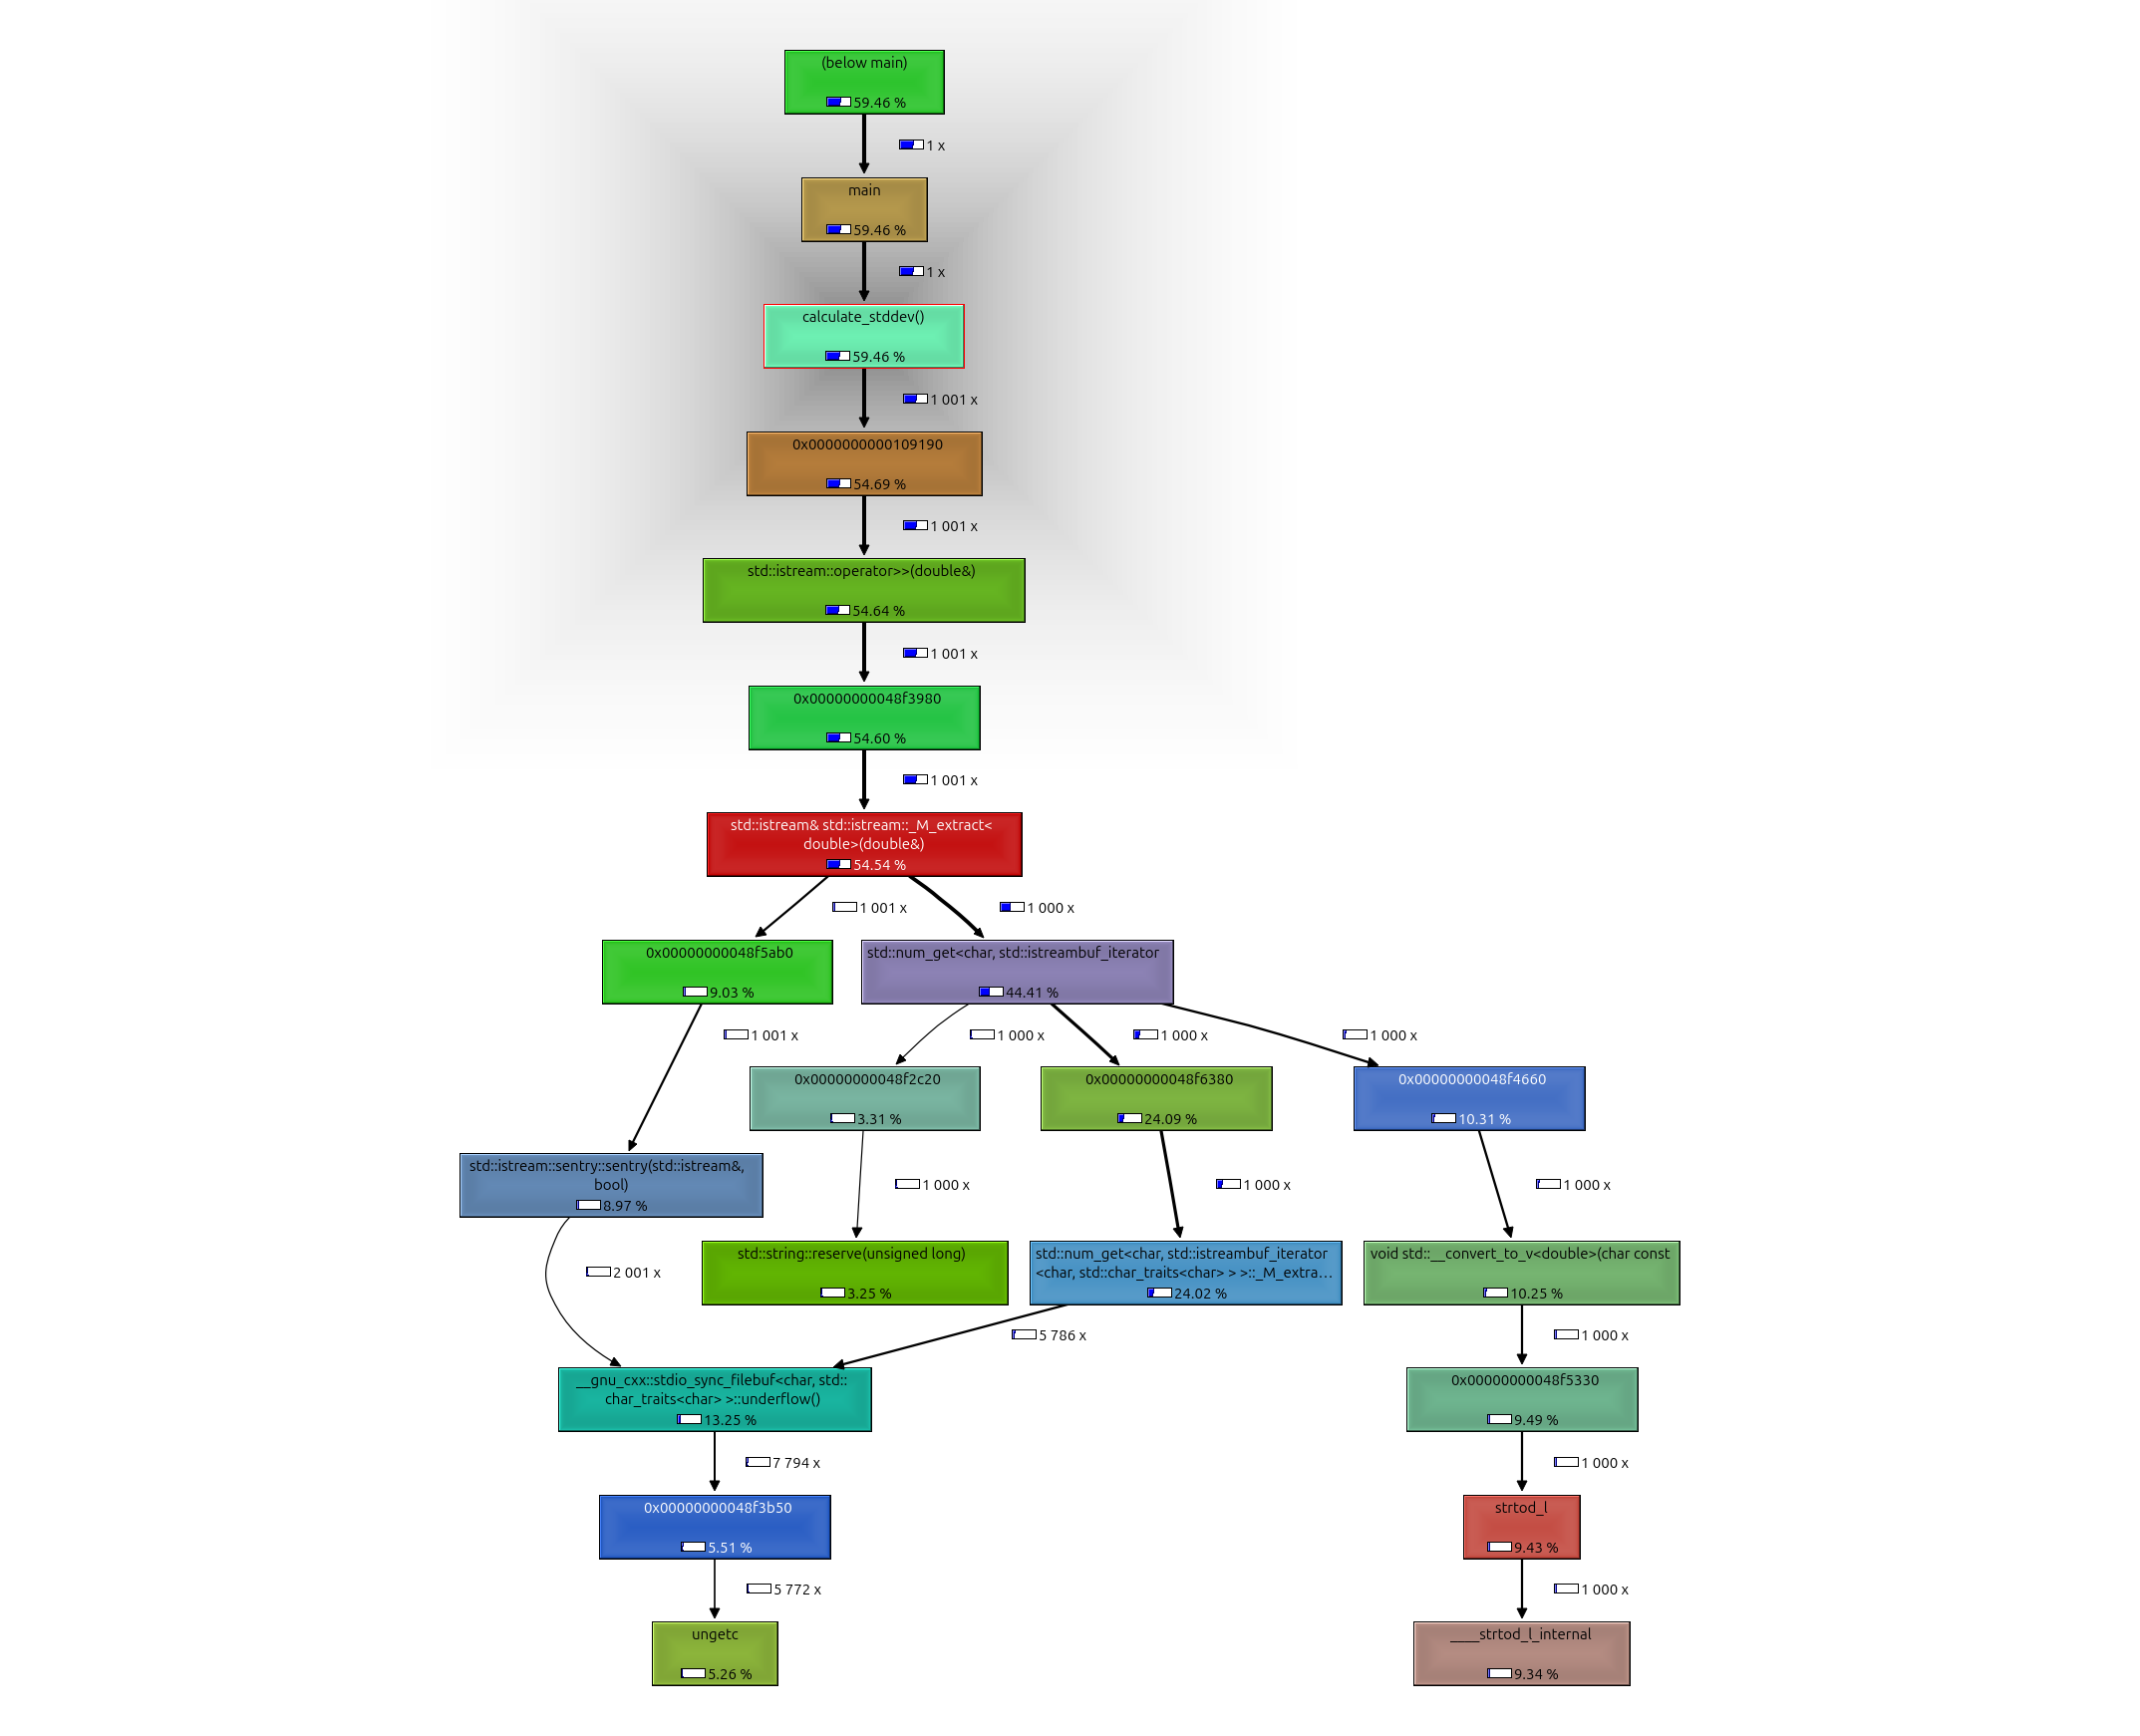 (below main)
59.46 %
1 x
main
59.46 %
1 x
calculate_stddev()
59.46 %
1 001 x
0x0000000000109190
54.69 %
1 001 x
std::istream::operator>>(double&)
54.64 %
1 001 x
0x00000000048f3980
54.60 %
1 001 x
std::istream& std::istream::_M_extract<
double>(double&)
54.54 %
1 001 x
1 000 x
0x00000000048f5ab0
9.03 %
std::num_get<char, std::istreambuf_iterator
44.41 %
1 001 x
1 000 x
1 000 x
1 000 x
0x00000000048f2c20
3.31 %
0x00000000048f6380
24.09 %
0x00000000048f4660
10.31 %
std::istream::sentry::sentry(std::istream&,
bool)
8.97 %
1 000 x
1 000 x
1 000 x
std::string::reserve(unsigned long)
3.25 %
std::num_get<char, std::istreambuf_iterator
<char, std::char_traits<char> > >::_M_extra…
24.02 %
void std::__convert_to_v<double>(char const
10.25 %
2 001 x
5 786 x
1 000 x
__gnu_cxx::stdio_sync_filebuf<char, std::
char_traits<char> >::underflow()
13.25 %
0x00000000048f5330
9.49 %
7 794 x
1 000 x
0x00000000048f3b50
5.51 %
strtod_l
9.43 %
5 772 x
1 000 x
ungetc
5.26 %
____strtod_l_internal
9.34 %